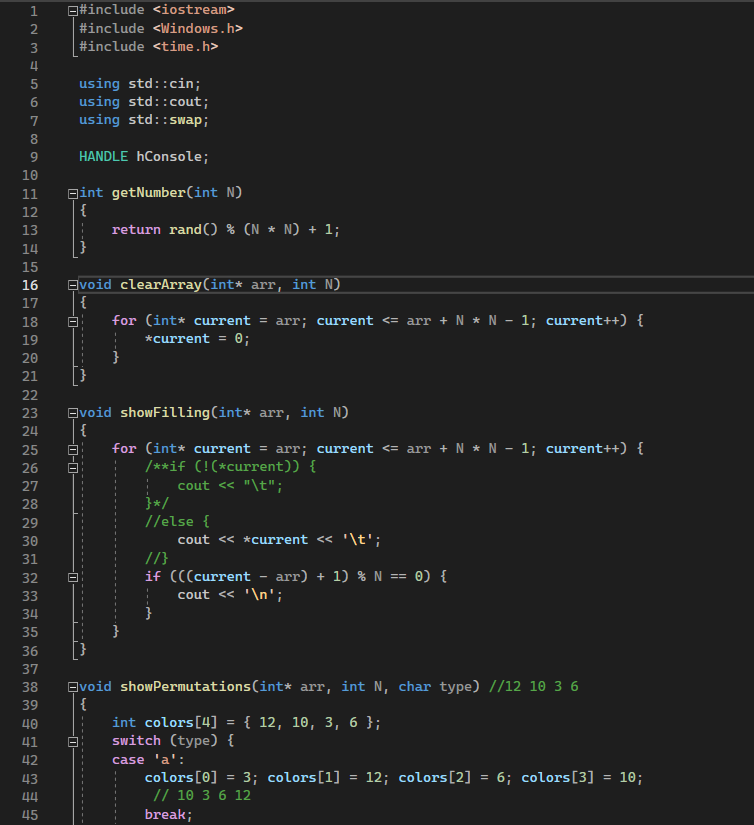 1 #include <iostream>
2 #include <Windows.h>
3 #include <time.h>
4
5 using std::cin;
6 using std::cout;
7 using std::swap;
8
9 HANDLE hConsole;
10
11 int getNumber(int N)
12 {
13     return rand() % (N * N) + 1;
14 }
15
16 void clearArray(int* arr, int N)
17 {
18     for (int* current = arr; current <= arr + N * N - 1; current++) {
19         *current = 0;
20     }
21 }
22
23 void showFilling(int* arr, int N)
24 {
25     for (int* current = arr; current <= arr + N * N - 1; current++) {
26         /**if (!(*current)) {
27             cout << "\t";
28         }*/
29         //else {
30             cout << *current << '\t';
31         //}
32         if (((current - arr) + 1) % N == 0) {
33             cout << '\n';
34         }
35     }
36 }
37
38 void showPermutations(int* arr, int N, char type) //12 10 3 6
39 {
40     int colors[4] = { 12, 10, 3, 6 };
41     switch (type) {
42     case 'a':
43         colors[0] = 3; colors[1] = 12; colors[2] = 6; colors[3] = 10;
44          // 10 3 6 12
45         break;